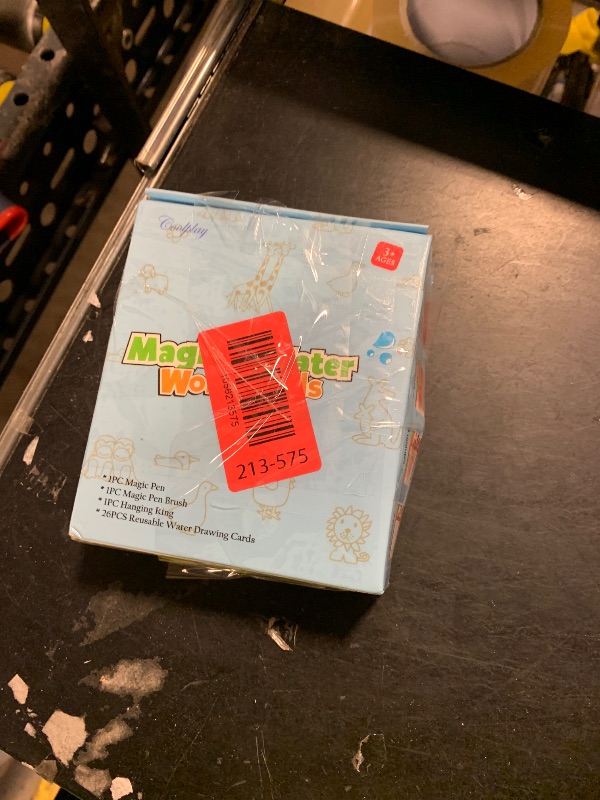 Coolplay
3+
AGES
Mag ater
Wo ds
213-575
* 1PC Magic Pen
* 1PC Magic Pen Brush
* 1PC Hanging Ring
* 26PCS Reusable Water Drawing Cards